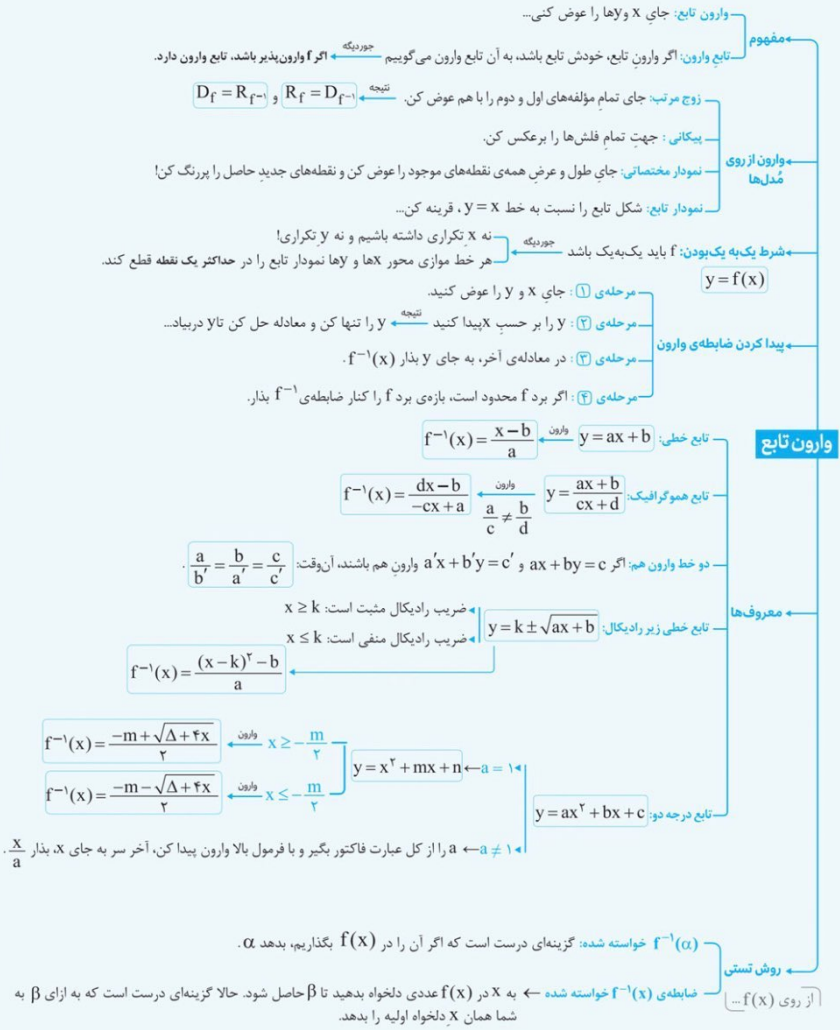 وارون تابع
مفهوم
وارون تابع: جایِ x وyها را عوض کنی...
تابع وارون: اگر وارونِ تابع، خودش تابع باشد، به آن تابع وارون می‌گوییم ← جوردیگه اگر f وارون‌پذیر باشد، تابع وارون دارد.
وارون از روی مُدل‌ها
زوج مرتب: جای تمامِ مؤلفه‌های اول و دوم را با هم عوض کن. ← نتیجه R_f = D_f⁻¹ و D_f = R_f⁻¹
پیکانی : جهتِ تمامِ فلش‌ها را برعکس کن.
نمودار مختصاتی: جایِ طول و عرضِ همه‌ی نقطه‌های موجود را عوض کن و نقطه‌های جدیدِ حاصل را پررنگ کن!
نمودار تابع: شکل تابع را نسبت به خط y = x ، قرینه کن...
شرط یک‌به یک‌بودن: f باید یک‌به‌یک باشد ← جوردیگه
نه x ِتکراری داشته باشیم و نه y ِتکراری!
هر خط موازی محور xها و yها نمودار تابع را در حداکثر یک نقطه قطع کند.
y = f(x)
پیدا کردن ضابطه‌ی وارون
مرحله‌ی ۱ : جایِ x و y را عوض کنید.
مرحله‌ی ۲ : y را بر حسبِ xپیدا کنید ← نتیجه y را تنها کن و معادله حل کن تاy دربیاد...
مرحله‌ی ۳ : در معادله‌ی آخر، به جای y بذار f⁻¹(x) .
مرحله‌ی ۴ : اگر برد f محدود است، بازه‌ی برد f را کنار ضابطه‌ی f⁻¹ بذار.
معروف‌ها
تابع خطی: y = ax + b ← وارون f⁻¹(x) = (x − b)/a
تابع هموگرافیک: y = (ax + b)/(cx + d) ← وارون a/c ≠ b/d f⁻¹(x) = (dx − b)/(−cx + a)
دو خط وارون هم: اگر ax + by = c و a′x + b′y = c′ وارونِ هم باشند، آن‌وقت: a/b′ = b/a′ = c/c′ .
تابع خطی زیر رادیکال: y = k ± √(ax + b)
ضریب رادیکال مثبت است: x ≥ k
ضریب رادیکال منفی است: x ≤ k
f⁻¹(x) = ((x − k)² − b)/a
تابع درجه دو: y = ax² + bx + c
a = ۱ ← y = x² + mx + n
x ≥ −m/۲ ← وارون f⁻¹(x) = (−m + √(Δ + ۴x))/۲
x ≤ −m/۲ ← وارون f⁻¹(x) = (−m − √(Δ + ۴x))/۲
a ≠ ۱ ← a را از کل عبارت فاکتور بگیر و با فرمول بالا وارون پیدا کن، آخر سر به جای x، بذار x/a .
روش تستی
از روی f(x)...
f⁻¹(α) خواسته شده: گزینه‌ای درست است که اگر آن را در f(x) بگذاریم، بدهد α .
ضابطه‌ی f⁻¹(x) خواسته شده ← به x در f(x) عددی دلخواه بدهید تا β حاصل شود. حالا گزینه‌ای درست است که به ازای β به
شما همان x ِدلخواه اولیه را بدهد.